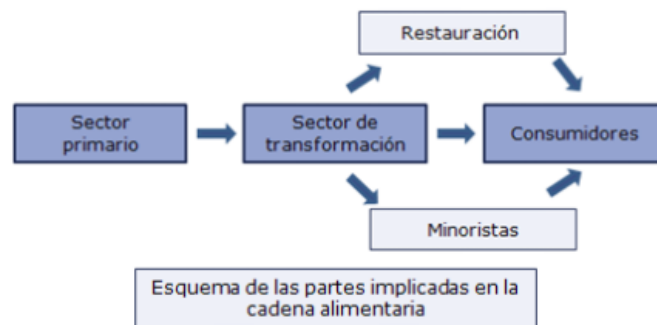 Restauración
Sector
primario
Sector de
transformación
Consumidores
Minoristas
Esquema de las partes implicadas en la
cadena alimentaria